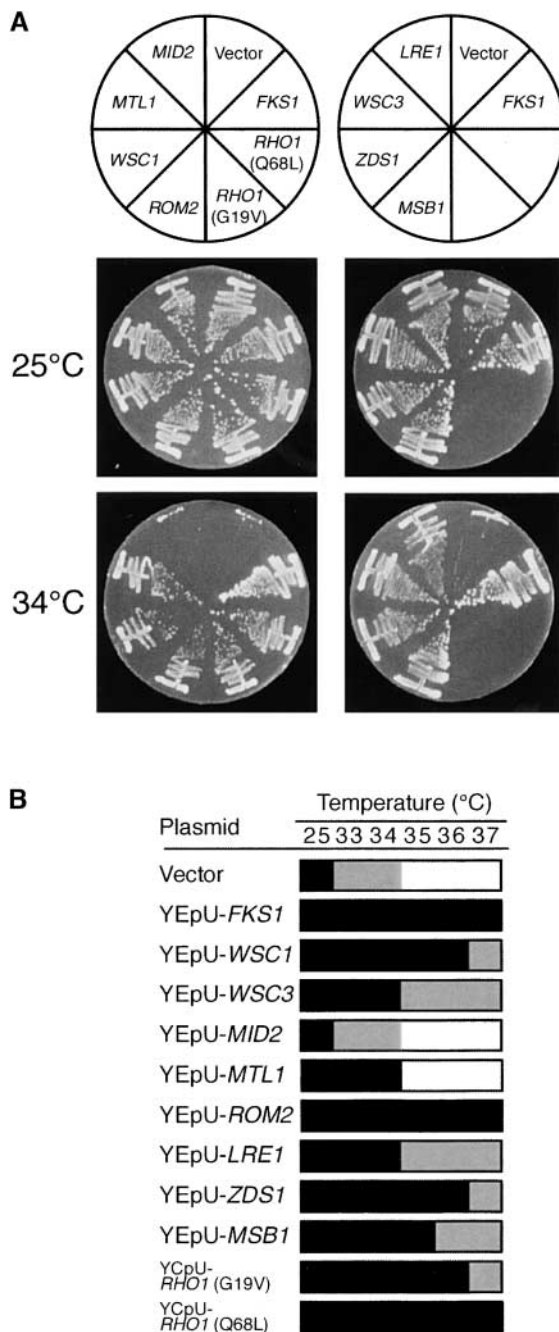 A
MID2 Vector
MTL1 FKS1
WSC1 RHO1 (Q68L)
ROM2 RHO1 (G19V)
LRE1 Vector
WSC3 FKS1
ZDS1
MSB1
25°C
34°C
B
Temperature (°C)
Plasmid 25 33 34 35 36 37
Vector
YEpU-FKS1
YEpU-WSC1
YEpU-WSC3
YEpU-MID2
YEpU-MTL1
YEpU-ROM2
YEpU-LRE1
YEpU-ZDS1
YEpU-MSB1
YCpU-
RHO1 (G19V)
YCpU-
RHO1 (Q68L)